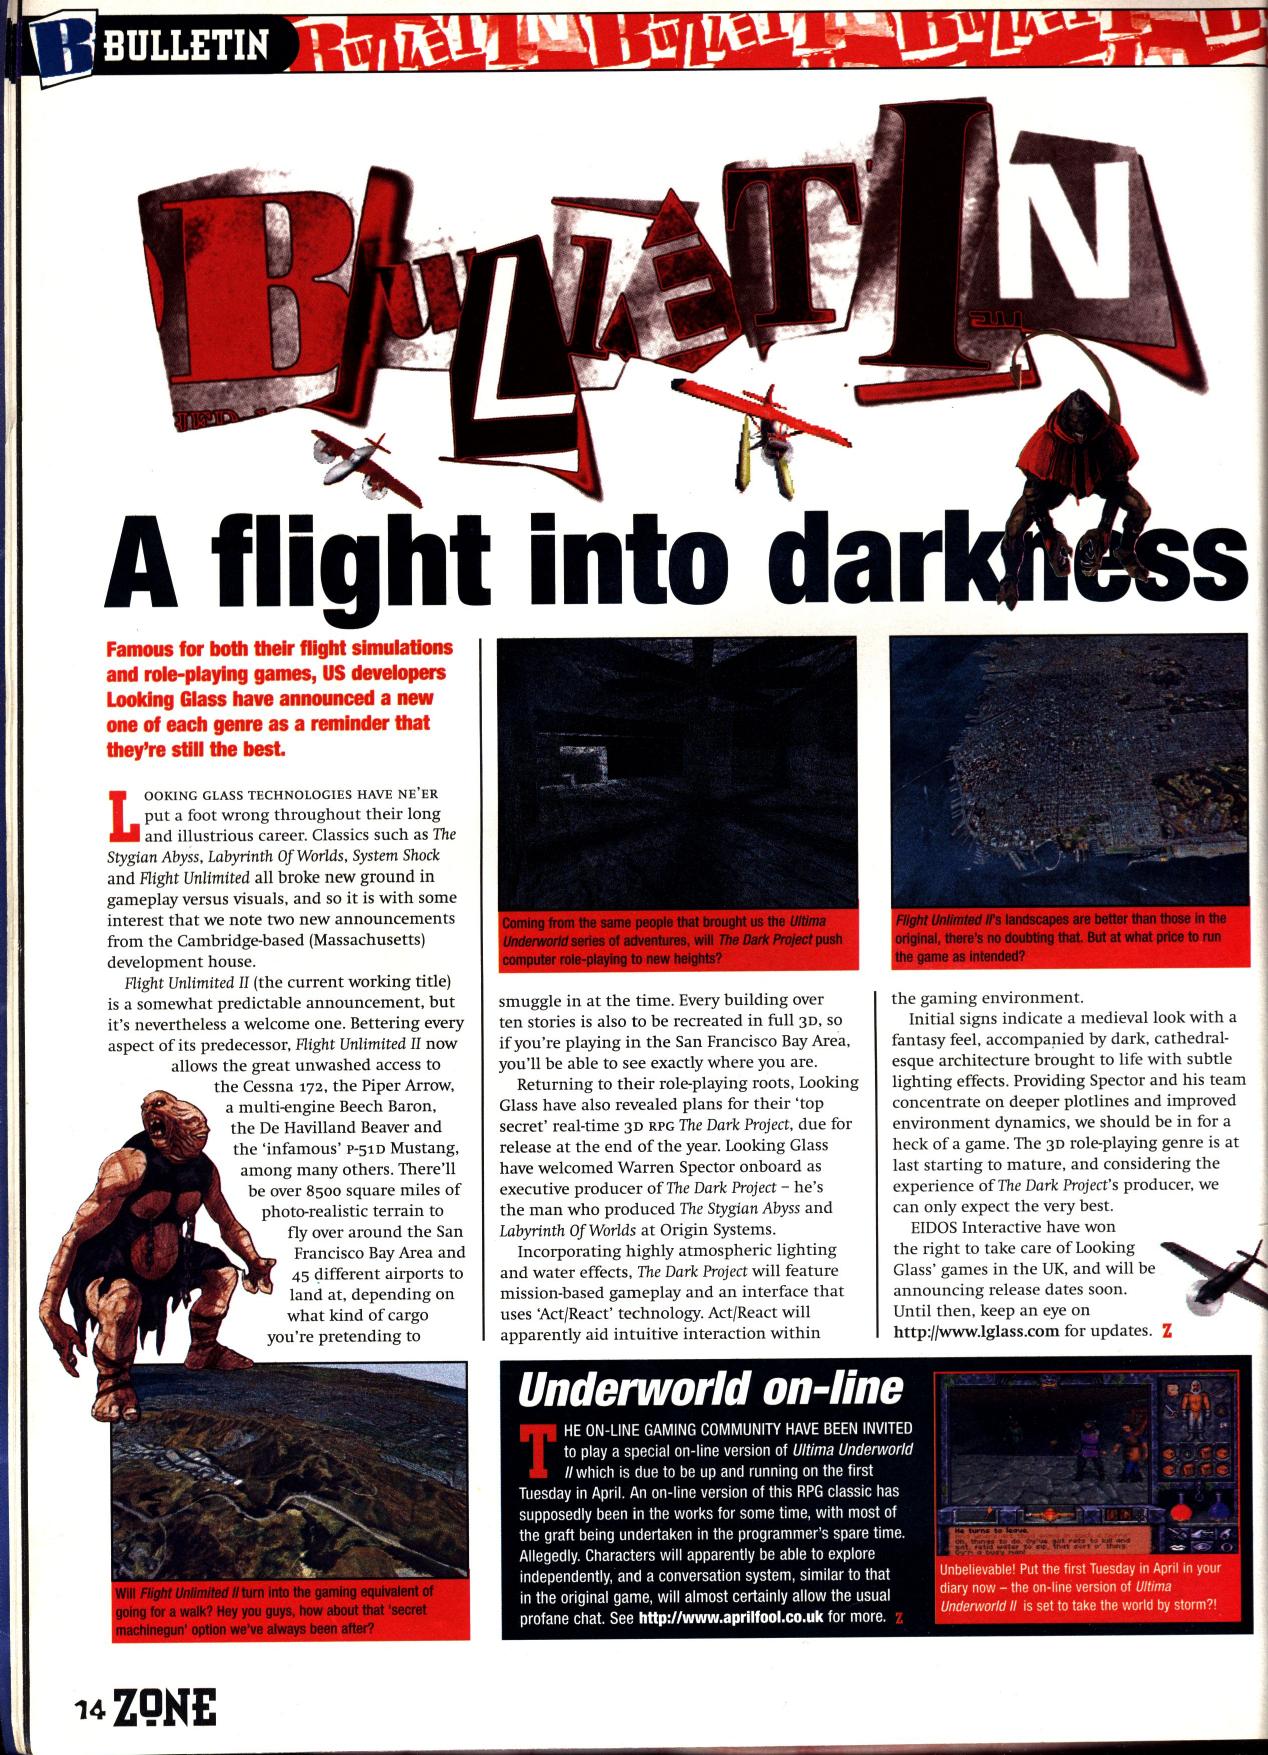 BULLETIN
BULLETIN BULLETIN BULLETIN B
BULLETIN
A flight into darkness
Famous for both their flight simulations
and role-playing games, US developers
Looking Glass have announced a new
one of each genre as a reminder that
they're still the best.
LOOKING GLASS TECHNOLOGIES HAVE NE'ER
put a foot wrong throughout their long
and illustrious career. Classics such as The
Stygian Abyss, Labyrinth Of Worlds, System Shock
and Flight Unlimited all broke new ground in
gameplay versus visuals, and so it is with some
interest that we note two new announcements
from the Cambridge-based (Massachusetts)
development house.
Flight Unlimited II (the current working title)
is a somewhat predictable announcement, but
it's nevertheless a welcome one. Bettering every
aspect of its predecessor, Flight Unlimited II now
allows the great unwashed access to
the Cessna 172, the Piper Arrow,
a multi-engine Beech Baron,
the De Havilland Beaver and
the 'infamous' P-51D Mustang,
among many others. There'll
be over 8500 square miles of
photo-realistic terrain to
fly over around the San
Francisco Bay Area and
45 different airports to
land at, depending on
what kind of cargo
you're pretending to
Will Flight Unlimited II turn into the gaming equivalent of
going for a walk? Hey you guys, how about that 'secret
machinegun' option we've always been after?
Coming from the same people that brought us the Ultima
Underworld series of adventures, will The Dark Project push
computer role-playing to new heights?
smuggle in at the time. Every building over
ten stories is also to be recreated in full 3D, so
if you're playing in the San Francisco Bay Area,
you'll be able to see exactly where you are.
Returning to their role-playing roots, Looking
Glass have also revealed plans for their 'top
secret' real-time 3D RPG The Dark Project, due for
release at the end of the year. Looking Glass
have welcomed Warren Spector onboard as
executive producer of The Dark Project – he's
the man who produced The Stygian Abyss and
Labyrinth Of Worlds at Origin Systems.
Incorporating highly atmospheric lighting
and water effects, The Dark Project will feature
mission-based gameplay and an interface that
uses 'Act/React' technology. Act/React will
apparently aid intuitive interaction within
Flight Unlimted II's landscapes are better than those in the
original, there's no doubting that. But at what price to run
the game as intended?
the gaming environment.
Initial signs indicate a medieval look with a
fantasy feel, accompanied by dark, cathedral-
esque architecture brought to life with subtle
lighting effects. Providing Spector and his team
concentrate on deeper plotlines and improved
environment dynamics, we should be in for a
heck of a game. The 3D role-playing genre is at
last starting to mature, and considering the
experience of The Dark Project's producer, we
can only expect the very best.
EIDOS Interactive have won
the right to take care of Looking
Glass' games in the UK, and will be
announcing release dates soon.
Until then, keep an eye on
http://www.lglass.com for updates. Z
Underworld on-line
THE ON-LINE GAMING COMMUNITY HAVE BEEN INVITED
to play a special on-line version of Ultima Underworld
II which is due to be up and running on the first
Tuesday in April. An on-line version of this RPG classic has
supposedly been in the works for some time, with most of
the graft being undertaken in the programmer's spare time.
Allegedly. Characters will apparently be able to explore
independently, and a conversation system, similar to that
in the original game, will almost certainly allow the usual
profane chat. See http://www.aprilfool.co.uk for more. Z
He turns to leave.
Unbelievable! Put the first Tuesday in April in your
diary now – the on-line version of Ultima
Underworld II is set to take the world by storm?!
14 ZONE